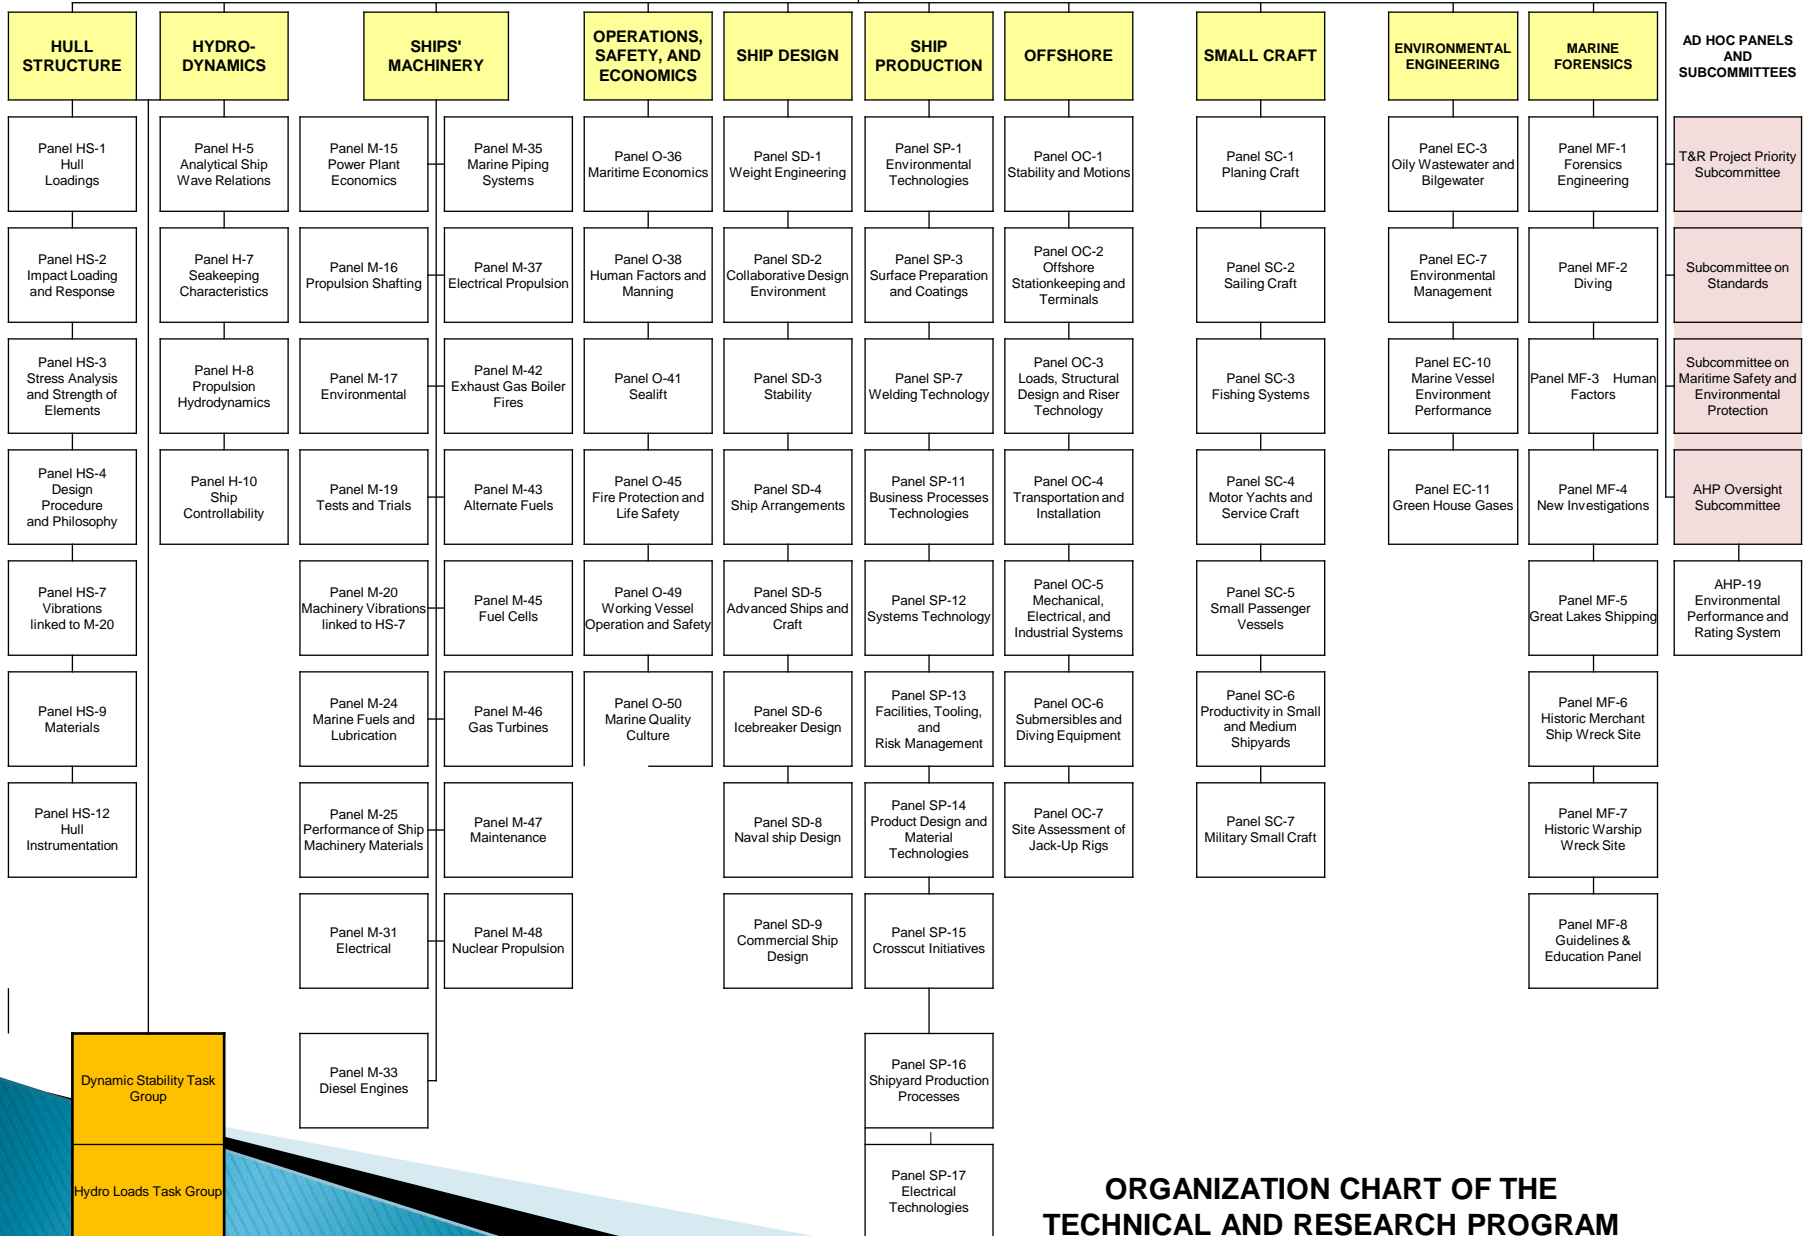 HULL
STRUCTURE
HYDRO-
DYNAMICS
SHIPS'
MACHINERY
OPERATIONS,
SAFETY, AND
ECONOMICS
SHIP DESIGN
SHIP
PRODUCTION
OFFSHORE
SMALL CRAFT
ENVIRONMENTAL
ENGINEERING
MARINE
FORENSICS
AD HOC PANELS
AND
SUBCOMMITTEES
Panel HS-1
Hull
Loadings
Panel H-5
Analytical Ship
Wave Relations
Panel M-15
Power Plant
Economics
Panel M-35
Marine Piping
Systems
Panel O-36
Maritime Economics
Panel SD-1
Weight Engineering
Panel SP-1
Environmental
Technologies
Panel OC-1
Stability and Motions
Panel SC-1
Planing Craft
Panel EC-3
Oily Wastewater and
Bilgewater
Panel MF-1
Forensics
Engineering
T&R Project Priority
Subcommittee
Panel HS-2
Impact Loading
and Response
Panel H-7
Seakeeping
Characteristics
Panel M-16
Propulsion Shafting
Panel M-37
Electrical Propulsion
Panel O-38
Human Factors and
Manning
Panel SD-2
Collaborative Design
Environment
Panel SP-3
Surface Preparation
and Coatings
Panel OC-2
Offshore
Stationkeeping and
Terminals
Panel SC-2
Sailing Craft
Panel EC-7
Environmental
Management
Panel MF-2
Diving
Subcommittee on
Standards
Panel HS-3
Stress Analysis
and Strength of
Elements
Panel H-8
Propulsion
Hydrodynamics
Panel M-17
Environmental
Panel M-42
Exhaust Gas Boiler
Fires
Panel O-41
Sealift
Panel SD-3
Stability
Panel SP-7
Welding Technology
Panel OC-3
Loads, Structural
Design and Riser
Technology
Panel SC-3
Fishing Systems
Panel EC-10
Marine Vessel
Environment
Performance
Panel MF-3 Human
Factors
Subcommittee on
Maritime Safety and
Environmental
Protection
Panel HS-4
Design
Procedure
and Philosophy
Panel H-10
Ship
Controllability
Panel M-19
Tests and Trials
Panel M-43
Alternate Fuels
Panel O-45
Fire Protection and
Life Safety
Panel SD-4
Ship Arrangements
Panel SP-11
Business Processes
Technologies
Panel OC-4
Transportation and
Installation
Panel SC-4
Motor Yachts and
Service Craft
Panel EC-11
Green House Gases
Panel MF-4
New Investigations
AHP Oversight
Subcommittee
Panel HS-7
Vibrations
linked to M-20
Panel M-20
Machinery Vibrations
linked to HS-7
Panel M-45
Fuel Cells
Panel O-49
Working Vessel
Operation and Safety
Panel SD-5
Advanced Ships and
Craft
Panel SP-12
Systems Technology
Panel OC-5
Mechanical,
Electrical, and
Industrial Systems
Panel SC-5
Small Passenger
Vessels
Panel MF-5
Great Lakes Shipping
AHP-19
Environmental
Performance and
Rating System
Panel HS-9
Materials
Panel M-24
Marine Fuels and
Lubrication
Panel M-46
Gas Turbines
Panel O-50
Marine Quality
Culture
Panel SD-6
Icebreaker Design
Panel SP-13
Facilities, Tooling,
and
Risk Management
Panel OC-6
Submersibles and
Diving Equipment
Panel SC-6
Productivity in Small
and Medium
Shipyards
Panel MF-6
Historic Merchant
Ship Wreck Site
Panel HS-12
Hull
Instrumentation
Panel M-25
Performance of Ship
Machinery Materials
Panel M-47
Maintenance
Panel SD-8
Naval ship Design
Panel SP-14
Product Design and
Material
Technologies
Panel OC-7
Site Assessment of
Jack-Up Rigs
Panel SC-7
Military Small Craft
Panel MF-7
Historic Warship
Wreck Site
Panel M-31
Electrical
Panel M-48
Nuclear Propulsion
Panel SD-9
Commercial Ship
Design
Panel SP-15
Crosscut Initiatives
Panel MF-8
Guidelines &
Education Panel
Dynamic Stability Task
Group
Panel M-33
Diesel Engines
Panel SP-16
Shipyard Production
Processes
Hydro Loads Task Group
Panel SP-17
Electrical
Technologies
ORGANIZATION CHART OF THE
TECHNICAL AND RESEARCH PROGRAM